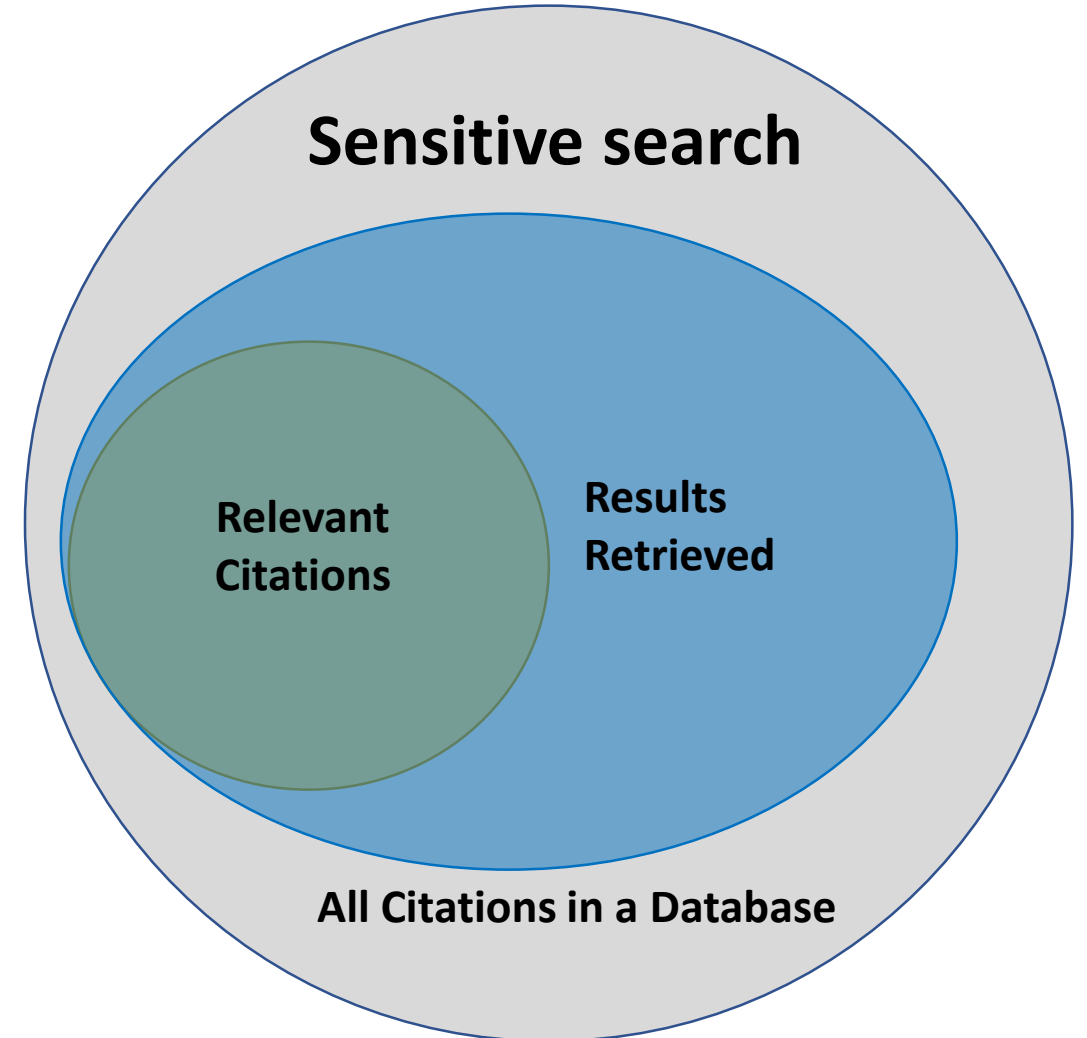 Sensitive search
Relevant
Citations
Results
Retrieved
All Citations in a Database